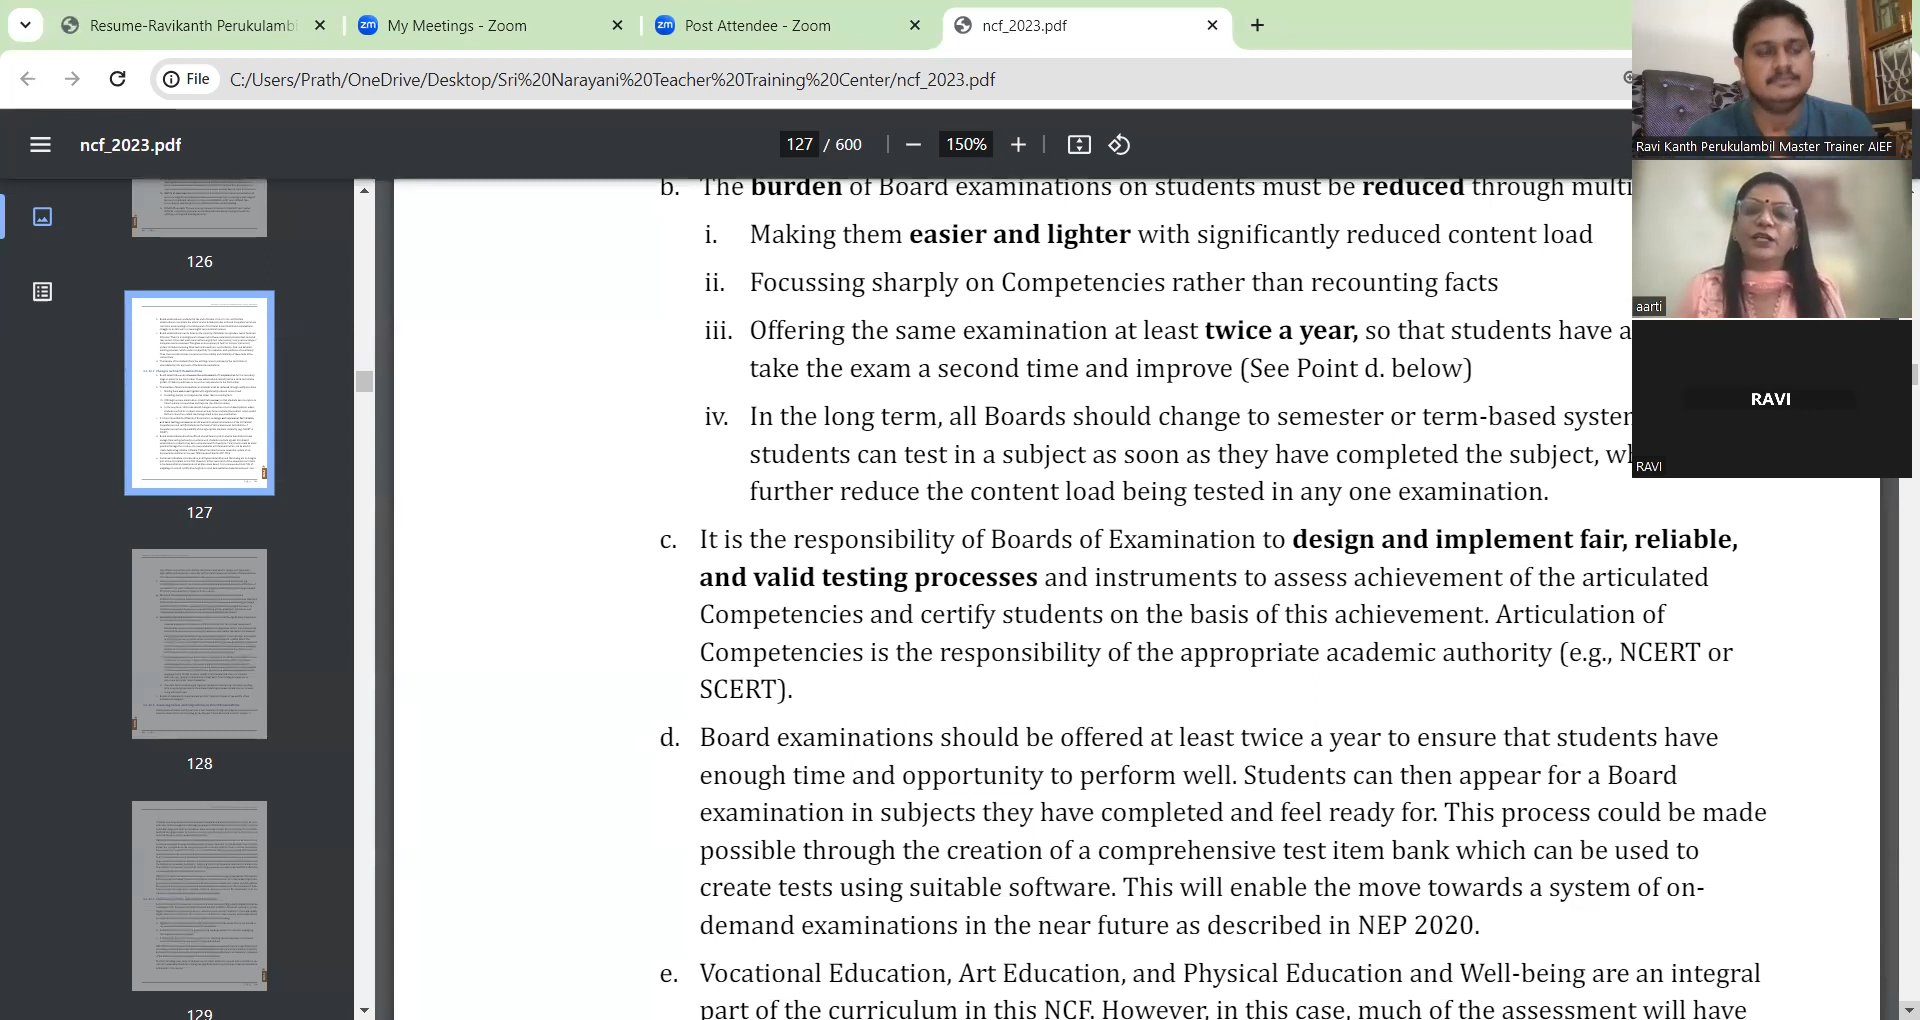 Resume-Ravikanth Perukulambi
My Meetings - Zoom
Post Attendee - Zoom
ncf_2023.pdf
File
C:/Users/Prath/OneDrive/Desktop/Sri%20Narayani%20Teacher%20Training%20Center/ncf_2023.pdf
ncf_2023.pdf
127 / 600
150%
126
127
128
129
b. The burden of Board examinations on students must be reduced through multi
i. Making them easier and lighter with significantly reduced content load
ii. Focussing sharply on Competencies rather than recounting facts
iii. Offering the same examination at least twice a year, so that students have a
take the exam a second time and improve (See Point d. below)
iv. In the long term, all Boards should change to semester or term-based system
students can test in a subject as soon as they have completed the subject, wh
further reduce the content load being tested in any one examination.
c. It is the responsibility of Boards of Examination to design and implement fair, reliable,
and valid testing processes and instruments to assess achievement of the articulated
Competencies and certify students on the basis of this achievement. Articulation of
Competencies is the responsibility of the appropriate academic authority (e.g., NCERT or
SCERT).
d. Board examinations should be offered at least twice a year to ensure that students have
enough time and opportunity to perform well. Students can then appear for a Board
examination in subjects they have completed and feel ready for. This process could be made
possible through the creation of a comprehensive test item bank which can be used to
create tests using suitable software. This will enable the move towards a system of on-
demand examinations in the near future as described in NEP 2020.
e. Vocational Education, Art Education, and Physical Education and Well-being are an integral
part of the curriculum in this NCF. However, in this case, much of the assessment will have
Ravi Kanth Perukulambil Master Trainer AIEF
aarti
RAVI
RAVI